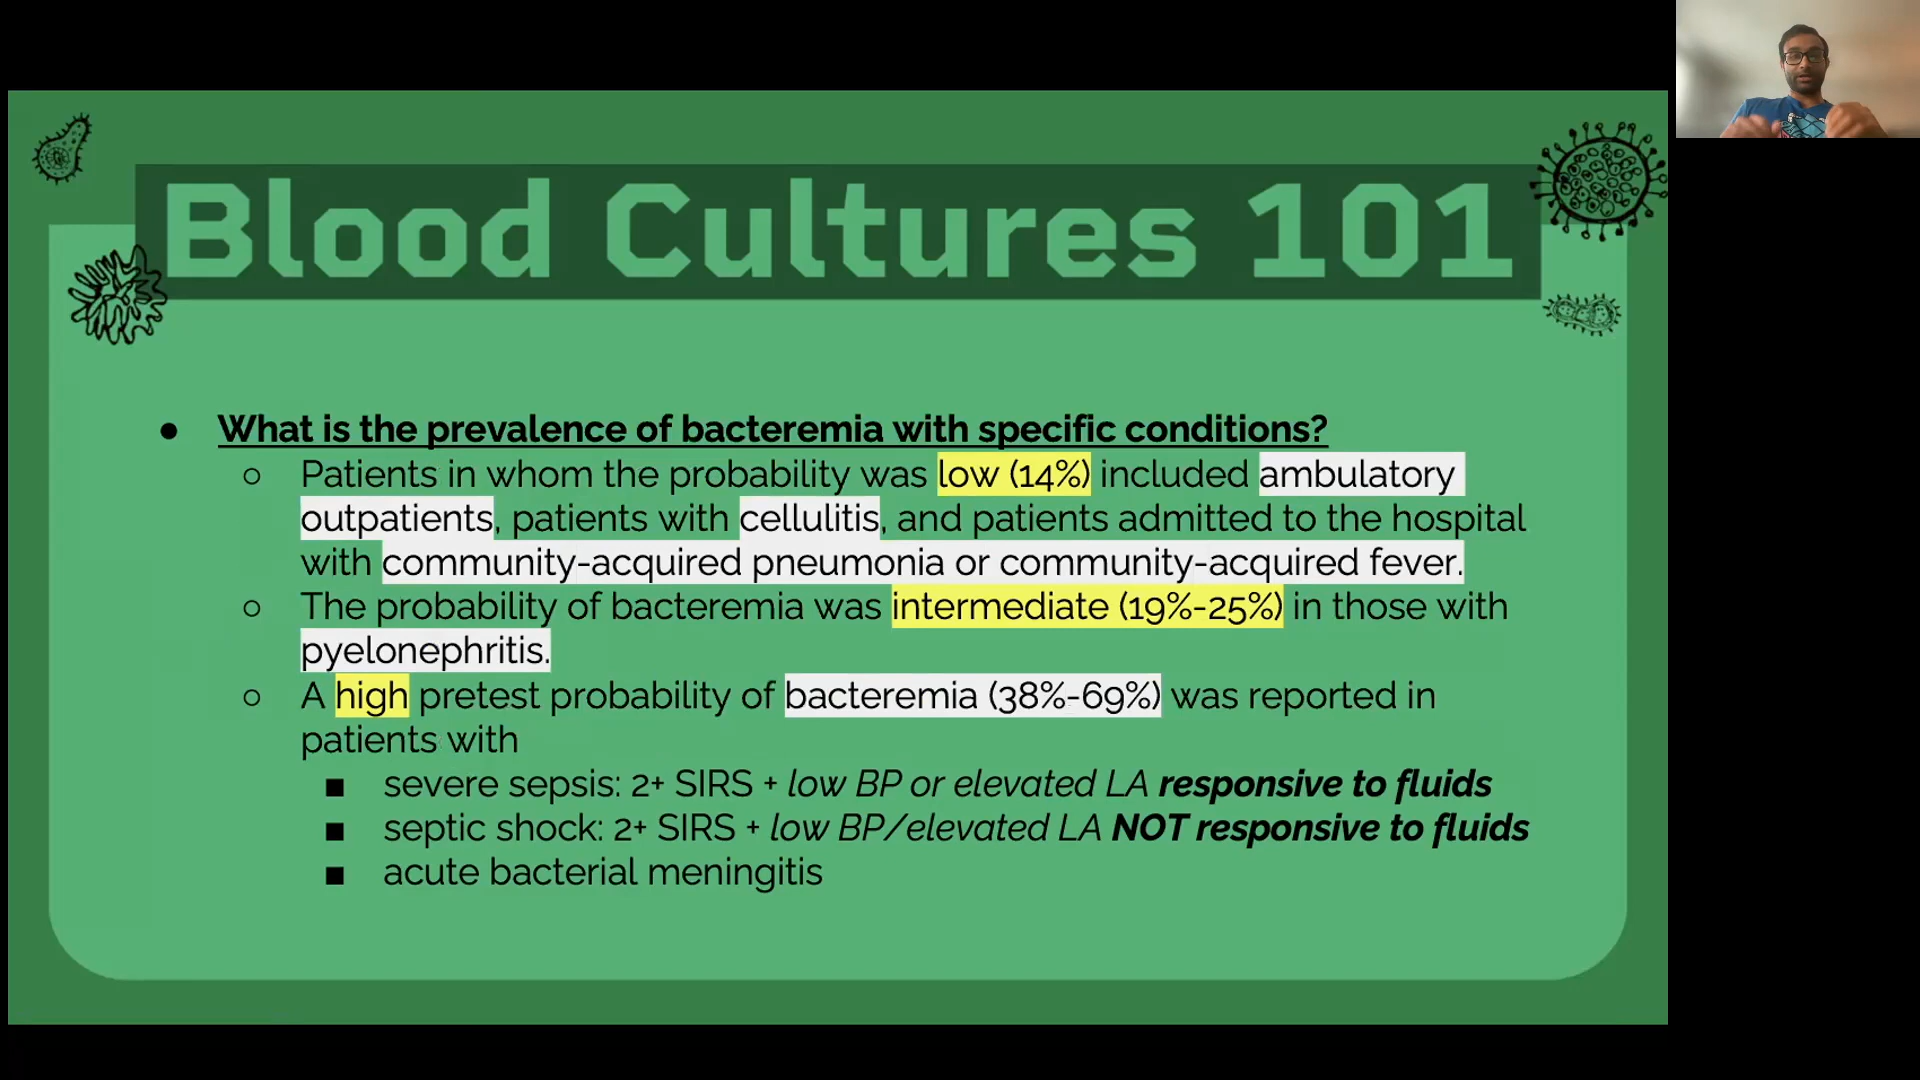 Blood Cultures 101
● What is the prevalence of bacteremia with specific conditions?
○ Patients in whom the probability was low (14%) included ambulatory
outpatients, patients with cellulitis, and patients admitted to the hospital
with community-acquired pneumonia or community-acquired fever.
○ The probability of bacteremia was intermediate (19%-25%) in those with
pyelonephritis.
○ A high pretest probability of bacteremia (38%-69%) was reported in
patients with
■ severe sepsis: 2+ SIRS + low BP or elevated LA responsive to fluids
■ septic shock: 2+ SIRS + low BP/elevated LA NOT responsive to fluids
■ acute bacterial meningitis